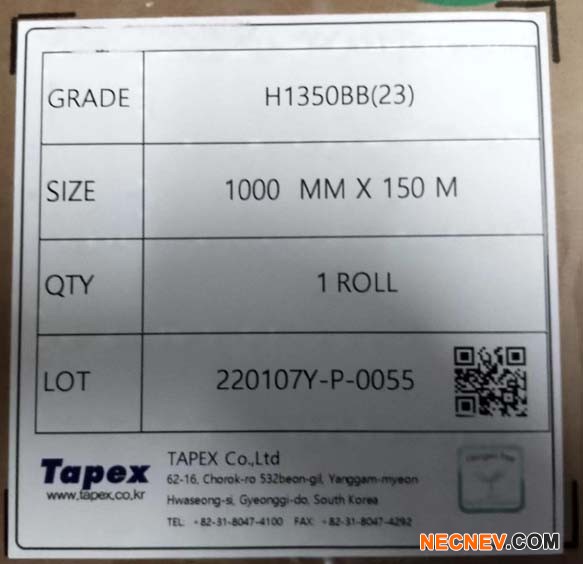 GRADE H1350BB(23)
SIZE 1000 MM X 150 M
QTY 1 ROLL
LOT 220107Y-P-0055
Tapex
www.tapex.co.kr
TAPEX Co.,Ltd
62-16, Chorok-ro 532beon-gil, Yanggam-myeon
Hwaseong-si, Gyeonggi-do, South Korea
TEL: +82-31-8047-4100 FAX: +82-31-8047-4292
NECNEV.COM